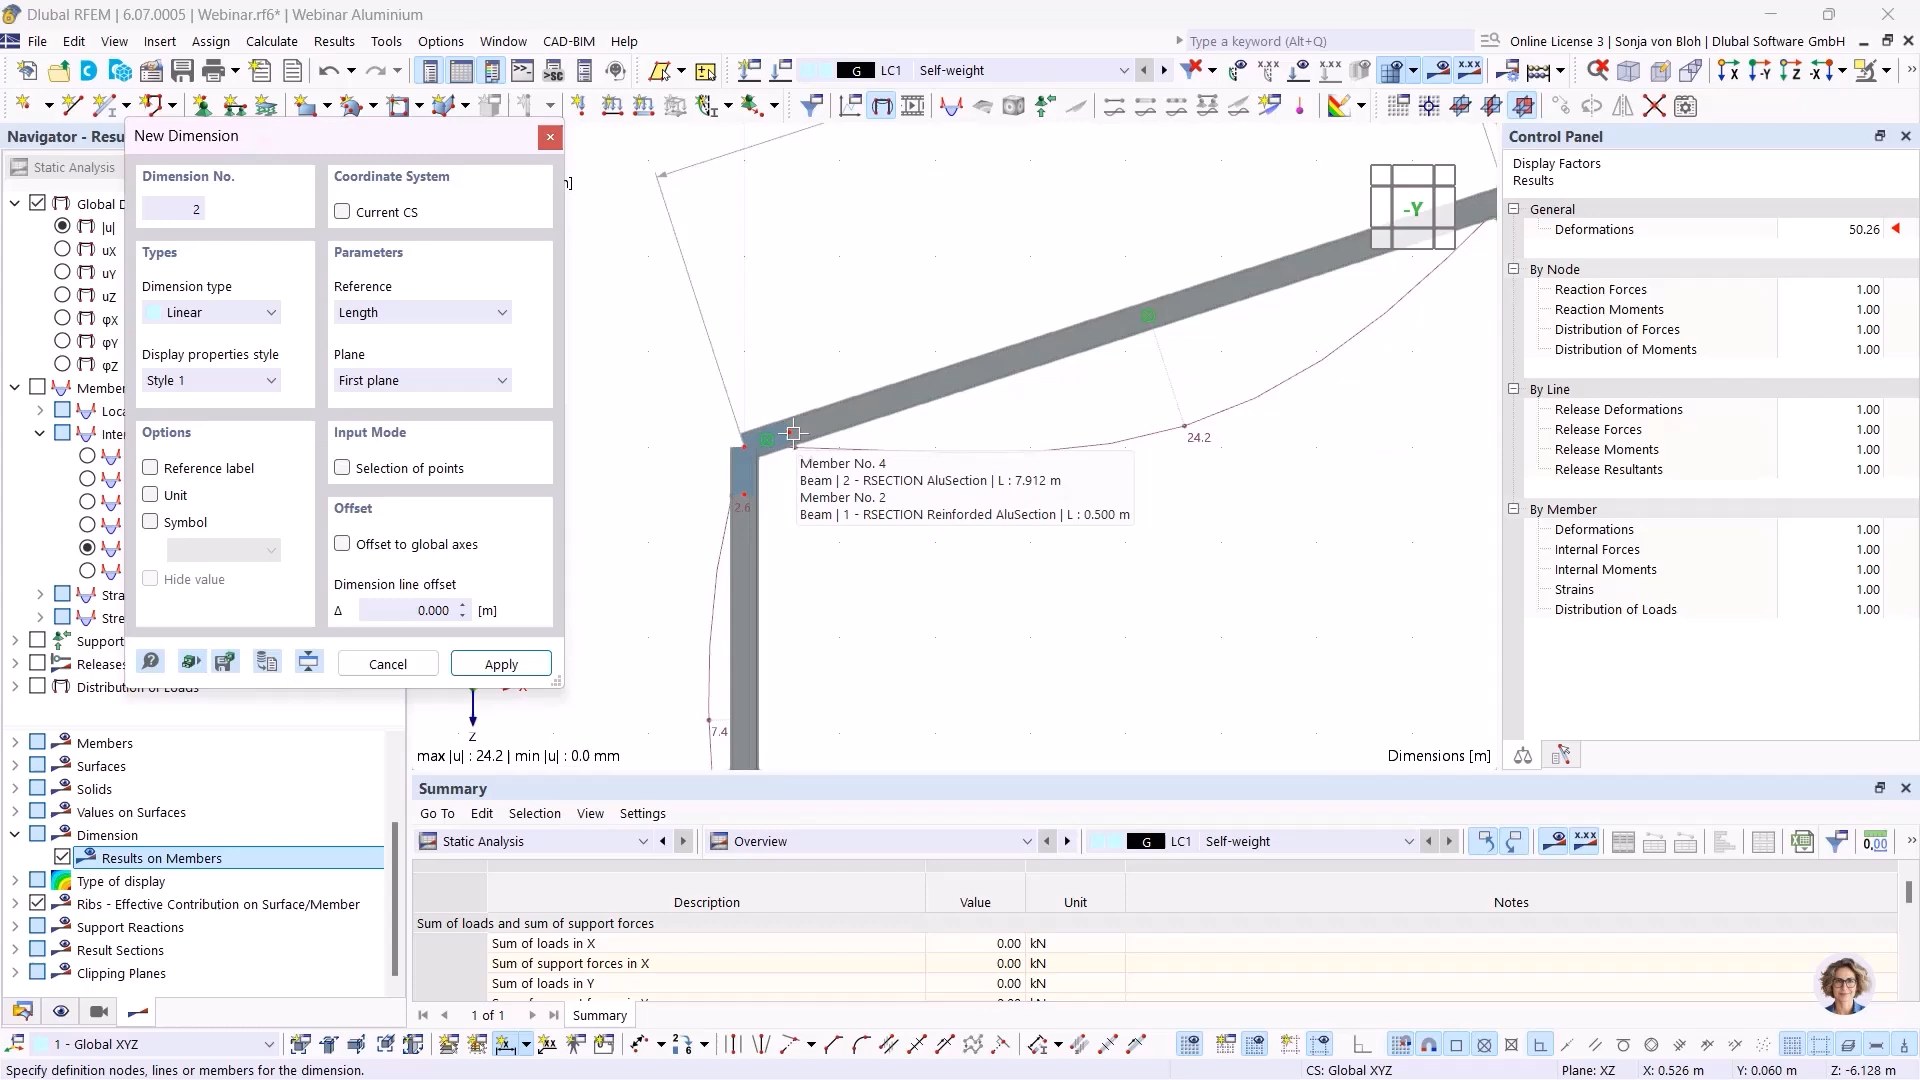 Dlubal RFEM | 6.07.0005 | Webinar.rf6* | Webinar Aluminium
File Edit View Insert Assign Calculate Results Tools Options Window CAD-BIM Help
Type a keyword (Alt+Q)
Online License 3 | Sonja von Bloh | Dlubal Software GmbH
G LC1 Self-weight
Navigator - Resu
Static Analysis
Global D
|u|
uX
uY
uZ
φX
φY
φZ
Member
Loca
Inter
Stra
Stre
Support
Releases
Distribution of Loads
Members
Surfaces
Solids
Values on Surfaces
Dimension
Results on Members
Type of display
Ribs - Effective Contribution on Surface/Member
Support Reactions
Result Sections
Clipping Planes
New Dimension
Dimension No.
2
Coordinate System
Current CS
Types
Dimension type
Linear
Display properties style
Style 1
Parameters
Reference
Length
Plane
First plane
Options
Reference label
Unit
Symbol
Hide value
Input Mode
Selection of points
Offset
Offset to global axes
Dimension line offset
Δ 0.000 [m]
Cancel
Apply
-Y
24.2
2.6
7.4
Member No. 4
Beam | 2 - RSECTION AluSection | L : 7.912 m
Member No. 2
Beam | 1 - RSECTION Reinforded AluSection | L : 0.500 m
X
Z
max |u| : 24.2 | min |u| : 0.0 mm
Dimensions [m]
Control Panel
Display Factors
Results
General
Deformations 50.26
By Node
Reaction Forces 1.00
Reaction Moments 1.00
Distribution of Forces 1.00
Distribution of Moments 1.00
By Line
Release Deformations 1.00
Release Forces 1.00
Release Moments 1.00
Release Resultants 1.00
By Member
Deformations 1.00
Internal Forces 1.00
Internal Moments 1.00
Strains 1.00
Distribution of Loads 1.00
Summary
Go To Edit Selection View Settings
Static Analysis
Overview
G LC1 Self-weight
Description Value Unit Notes
Sum of loads and sum of support forces
Sum of loads in X 0.00 kN
Sum of support forces in X 0.00 kN
Sum of loads in Y 0.00 kN
1 of 1
Summary
1 - Global XYZ
Specify definition nodes, lines or members for the dimension.
CS: Global XYZ
Plane: XZ
X: 0.526 m
Y: 0.060 m
Z: -6.128 m